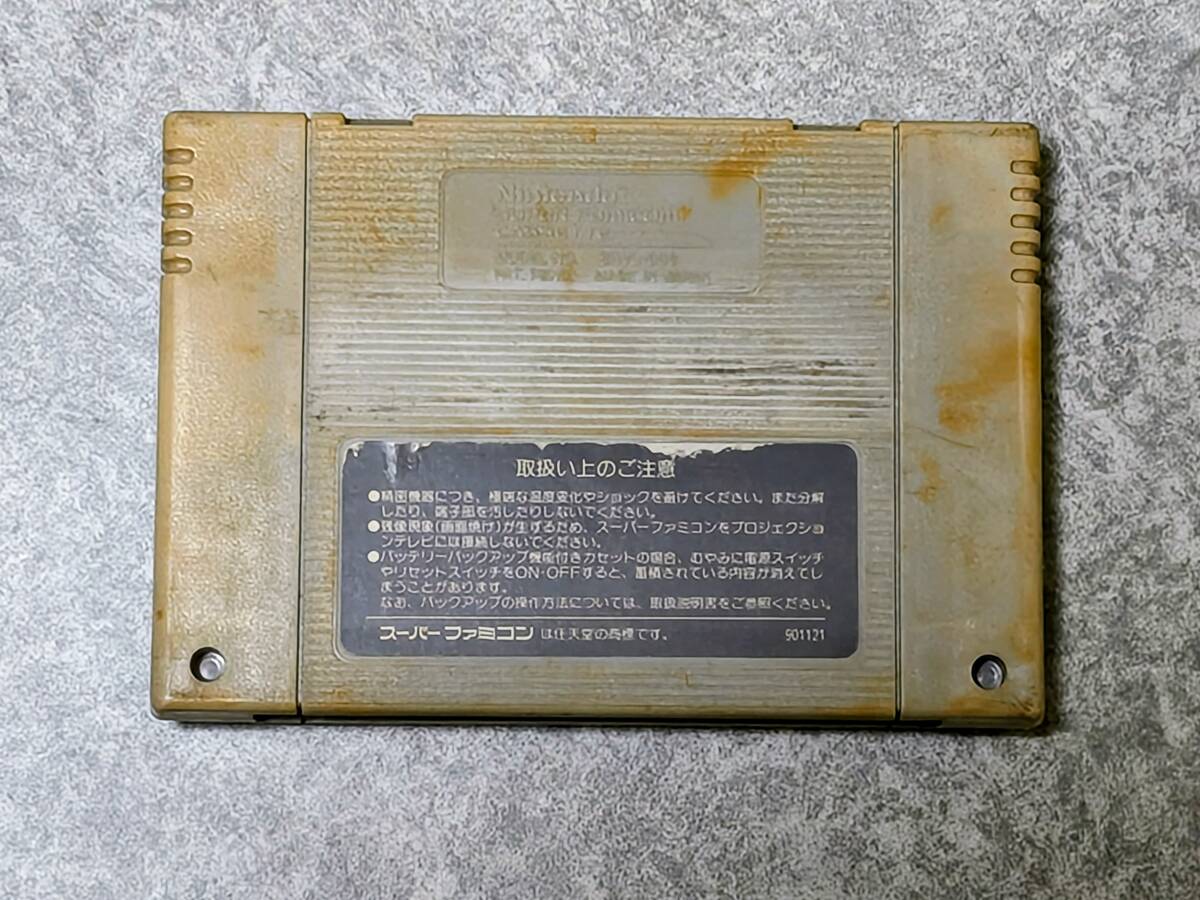 Nintendo
取扱い上のご注意
●精密機器につき、極端な温度変化やショックを避けてください。また分解
したり、端子部を汚したりしないでください。
●残像現象(画面焼け)が生ずるため、スーパーファミコンをプロジェクショ
ンテレビには接続しないでください。
●バッテリーバックアップ機能付きカセットの場合、むやみに電源スイッチ
やリセットスイッチをON・OFFすると、蓄積されている内容が消えてし
まうことがあります。
なお、バックアップの操作方法については、取扱説明書をご参照ください。
スーパーファミコン は任天堂の商標です。 901121